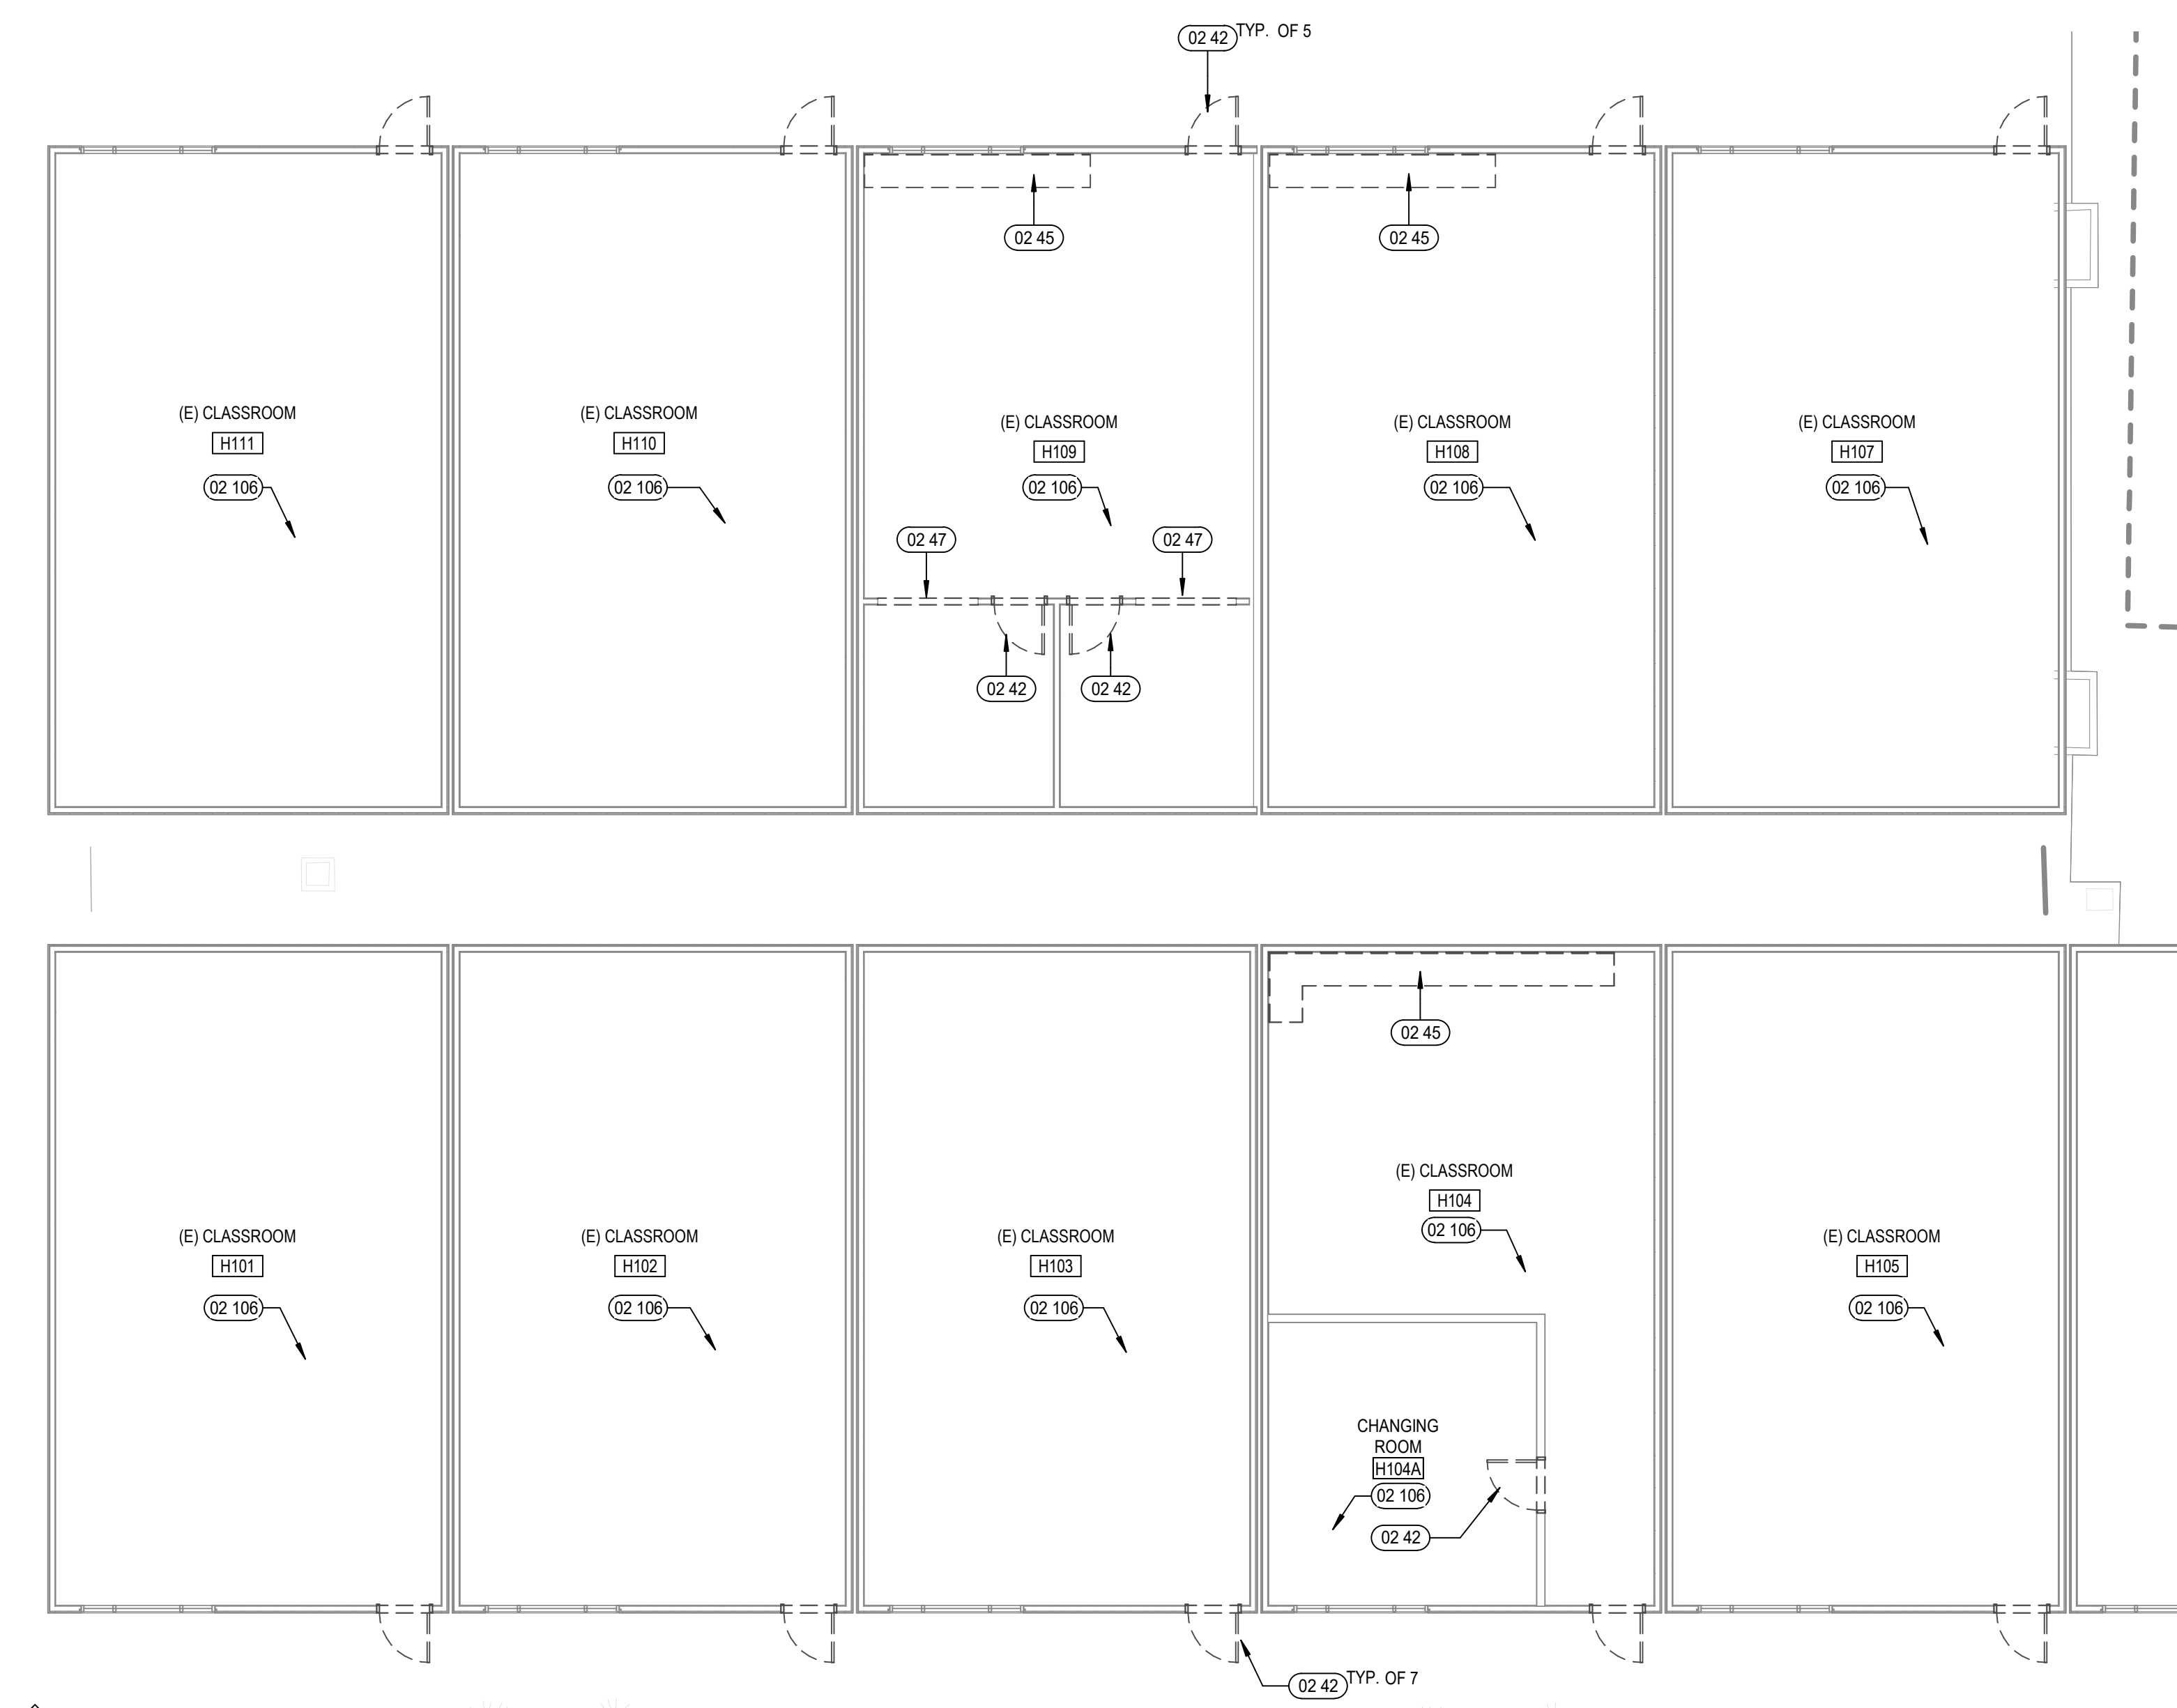 02 42 TYP. OF 5
02 45
02 45
(E) CLASSROOM
H111
02 106
(E) CLASSROOM
H110
02 106
(E) CLASSROOM
H109
02 106
(E) CLASSROOM
H108
02 106
(E) CLASSROOM
H107
02 106
02 47
02 47
02 42
02 42
02 45
(E) CLASSROOM
H101
02 106
(E) CLASSROOM
H102
02 106
(E) CLASSROOM
H103
02 106
(E) CLASSROOM
H104
02 106
(E) CLASSROOM
H105
02 106
CHANGING
ROOM
H104A
02 106
02 42
02 42 TYP. OF 7